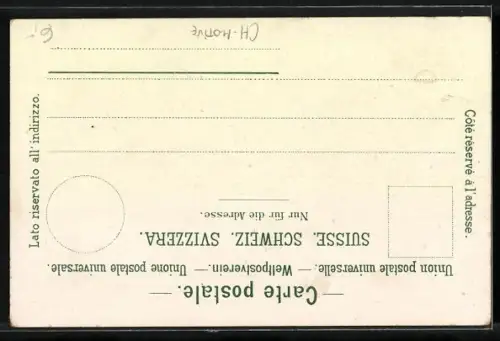 — Carte postale. —
Union postale universelle. — Weltpostverein. — Unione postale universale.
SUISSE. SCHWEIZ. SVIZZERA.
Nur für die Adresse.
Côté réservé à l'adresse.
Lato riservato all' indirizzo.
CH-MOTIVE